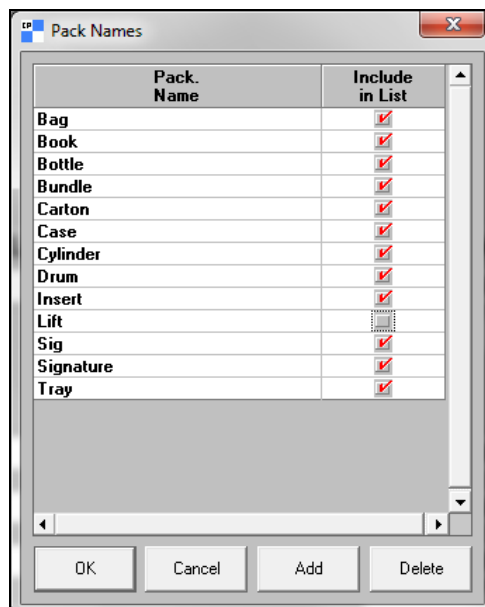 CP
Pack Names
Pack. Name
Include in List
Bag
Book
Bottle
Bundle
Carton
Case
Cylinder
Drum
Insert
Lift
Sig
Signature
Tray
OK Cancel Add Delete